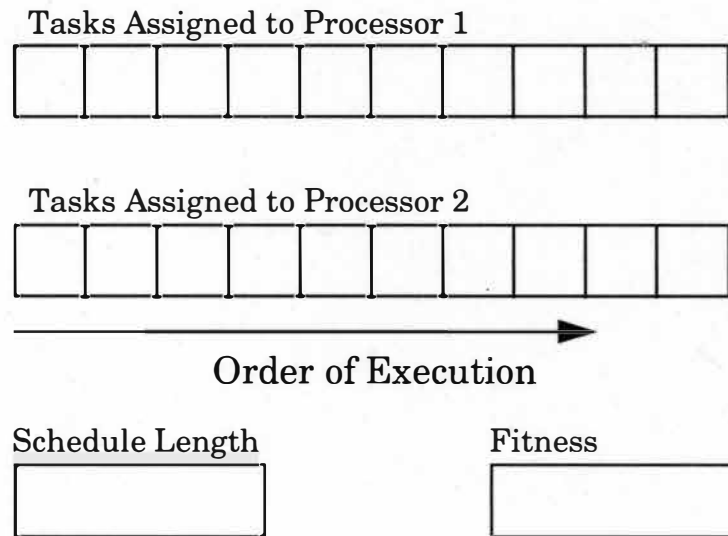 Tasks Assigned to Processor 1
Tasks Assigned to Processor 2
Order of Execution
Schedule Length
Fitness